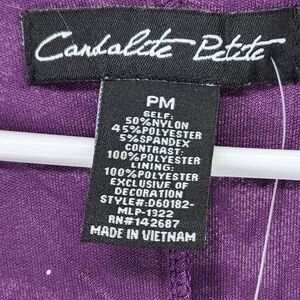 Candalite Petite
PM
SELF:
50%NYLON
45%POLYESTER
5%SPANDEX
CONTRAST:
100%POLYESTER
LINING:
100%POLYESTER
EXCLUSIVE OF
DECORATION
STYLE#:D60182-
MLP-1322
RN#142687
MADE IN VIETNAM